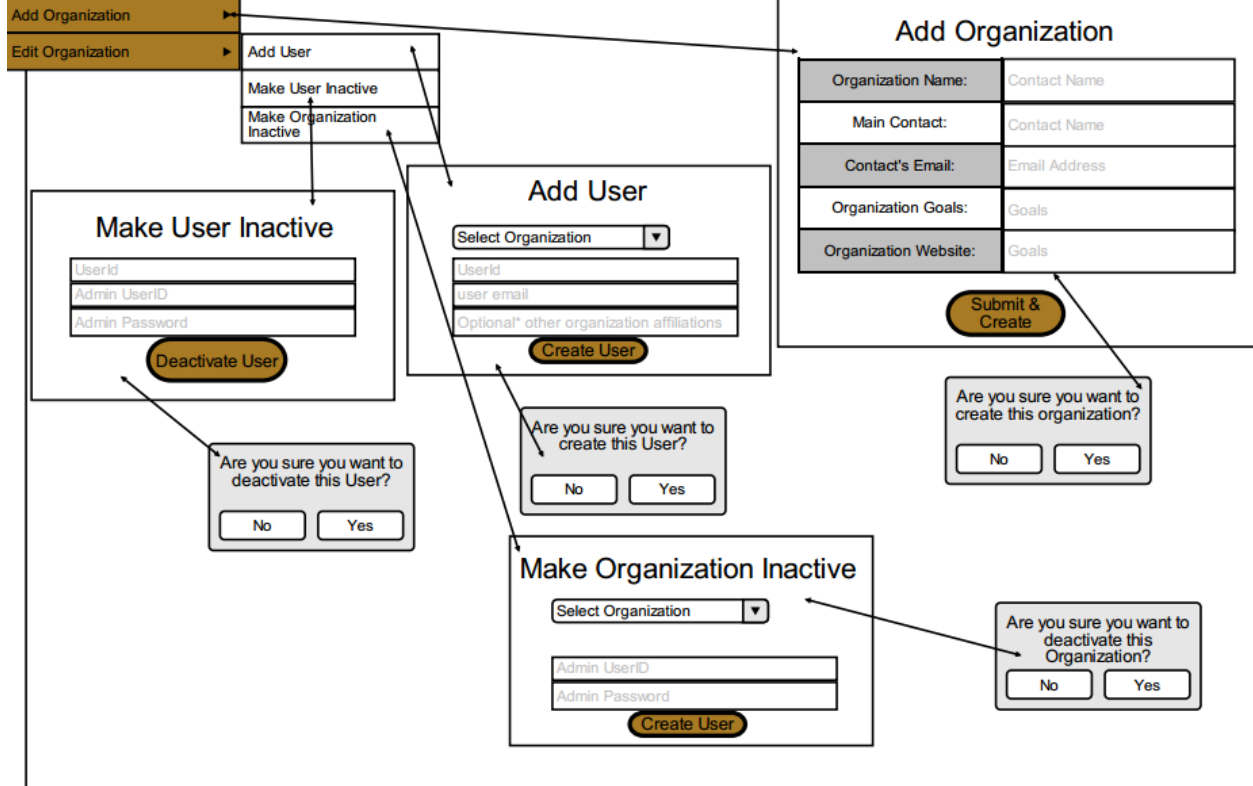 Add Organization
Edit Organization
Add User
Make User Inactive
Make Organization
Inactive
Add Organization
Organization Name:
Contact Name
Main Contact:
Contact Name
Contact's Email:
Email Address
Organization Goals:
Goals
Organization Website:
Goals
Submit &
Create
Are you sure you want to
create this organization?
No
Yes
Make User Inactive
UserId
Admin UserID
Admin Password
Deactivate User
Are you sure you want to
deactivate this User?
No
Yes
Add User
Select Organization
UserId
user email
Optional* other organization affiliations
Create User
Are you sure you want to
create this User?
No
Yes
Make Organization Inactive
Select Organization
Admin UserID
Admin Password
Create User
Are you sure you want to
deactivate this
Organization?
No
Yes